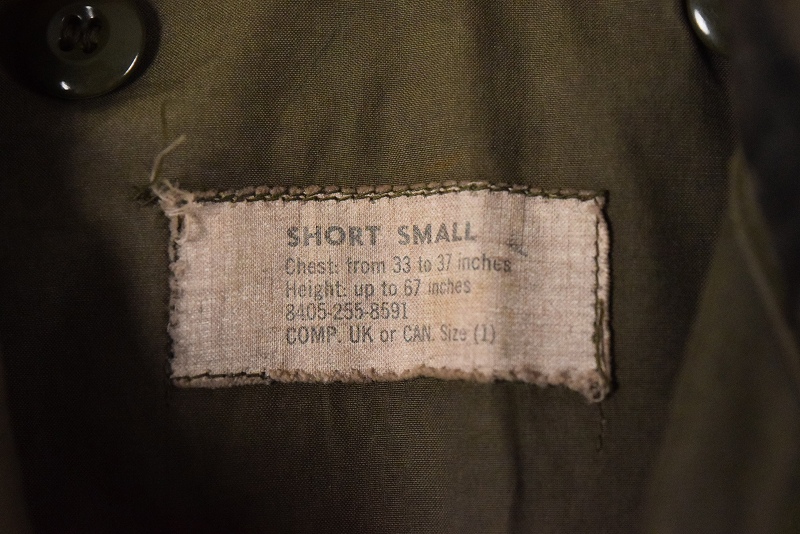 SHORT SMALL
Chest: from 33 to 37 inches
Height: up to 67 inches
8405-255-8591
COMP. UK or CAN. Size (1)